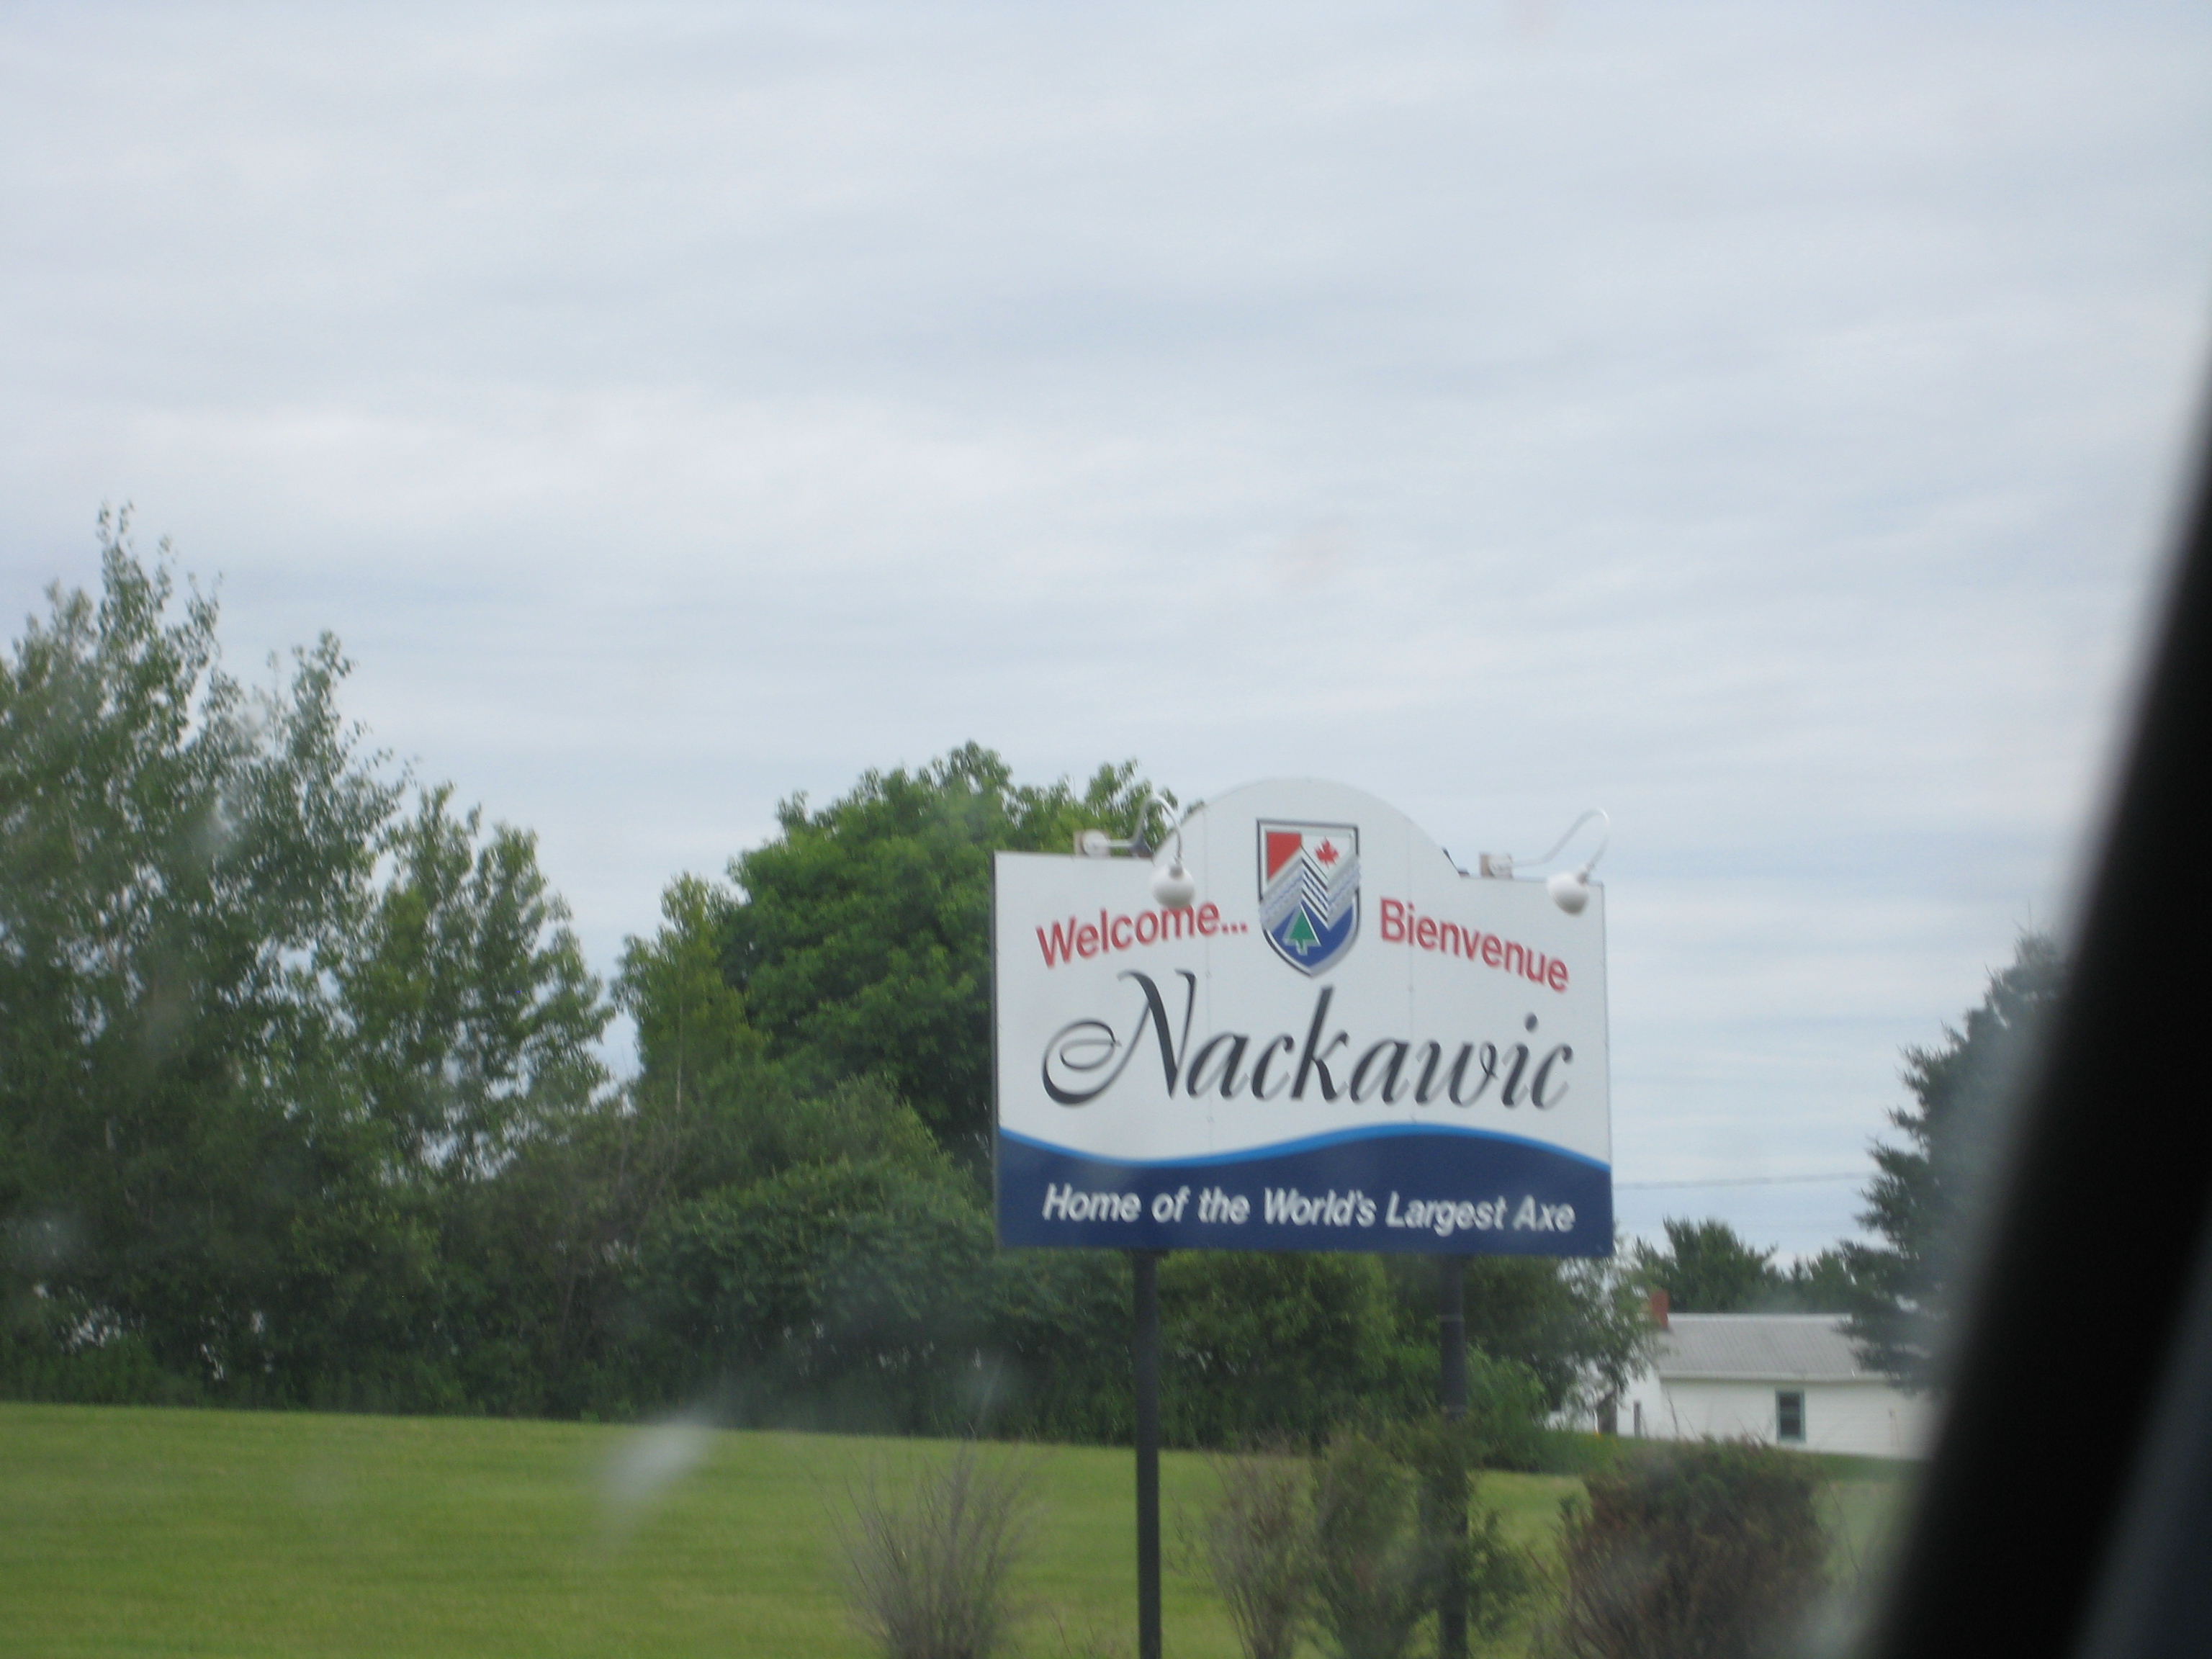 Welcome... Bienvenue
Nackawic
Home of the World's Largest Axe